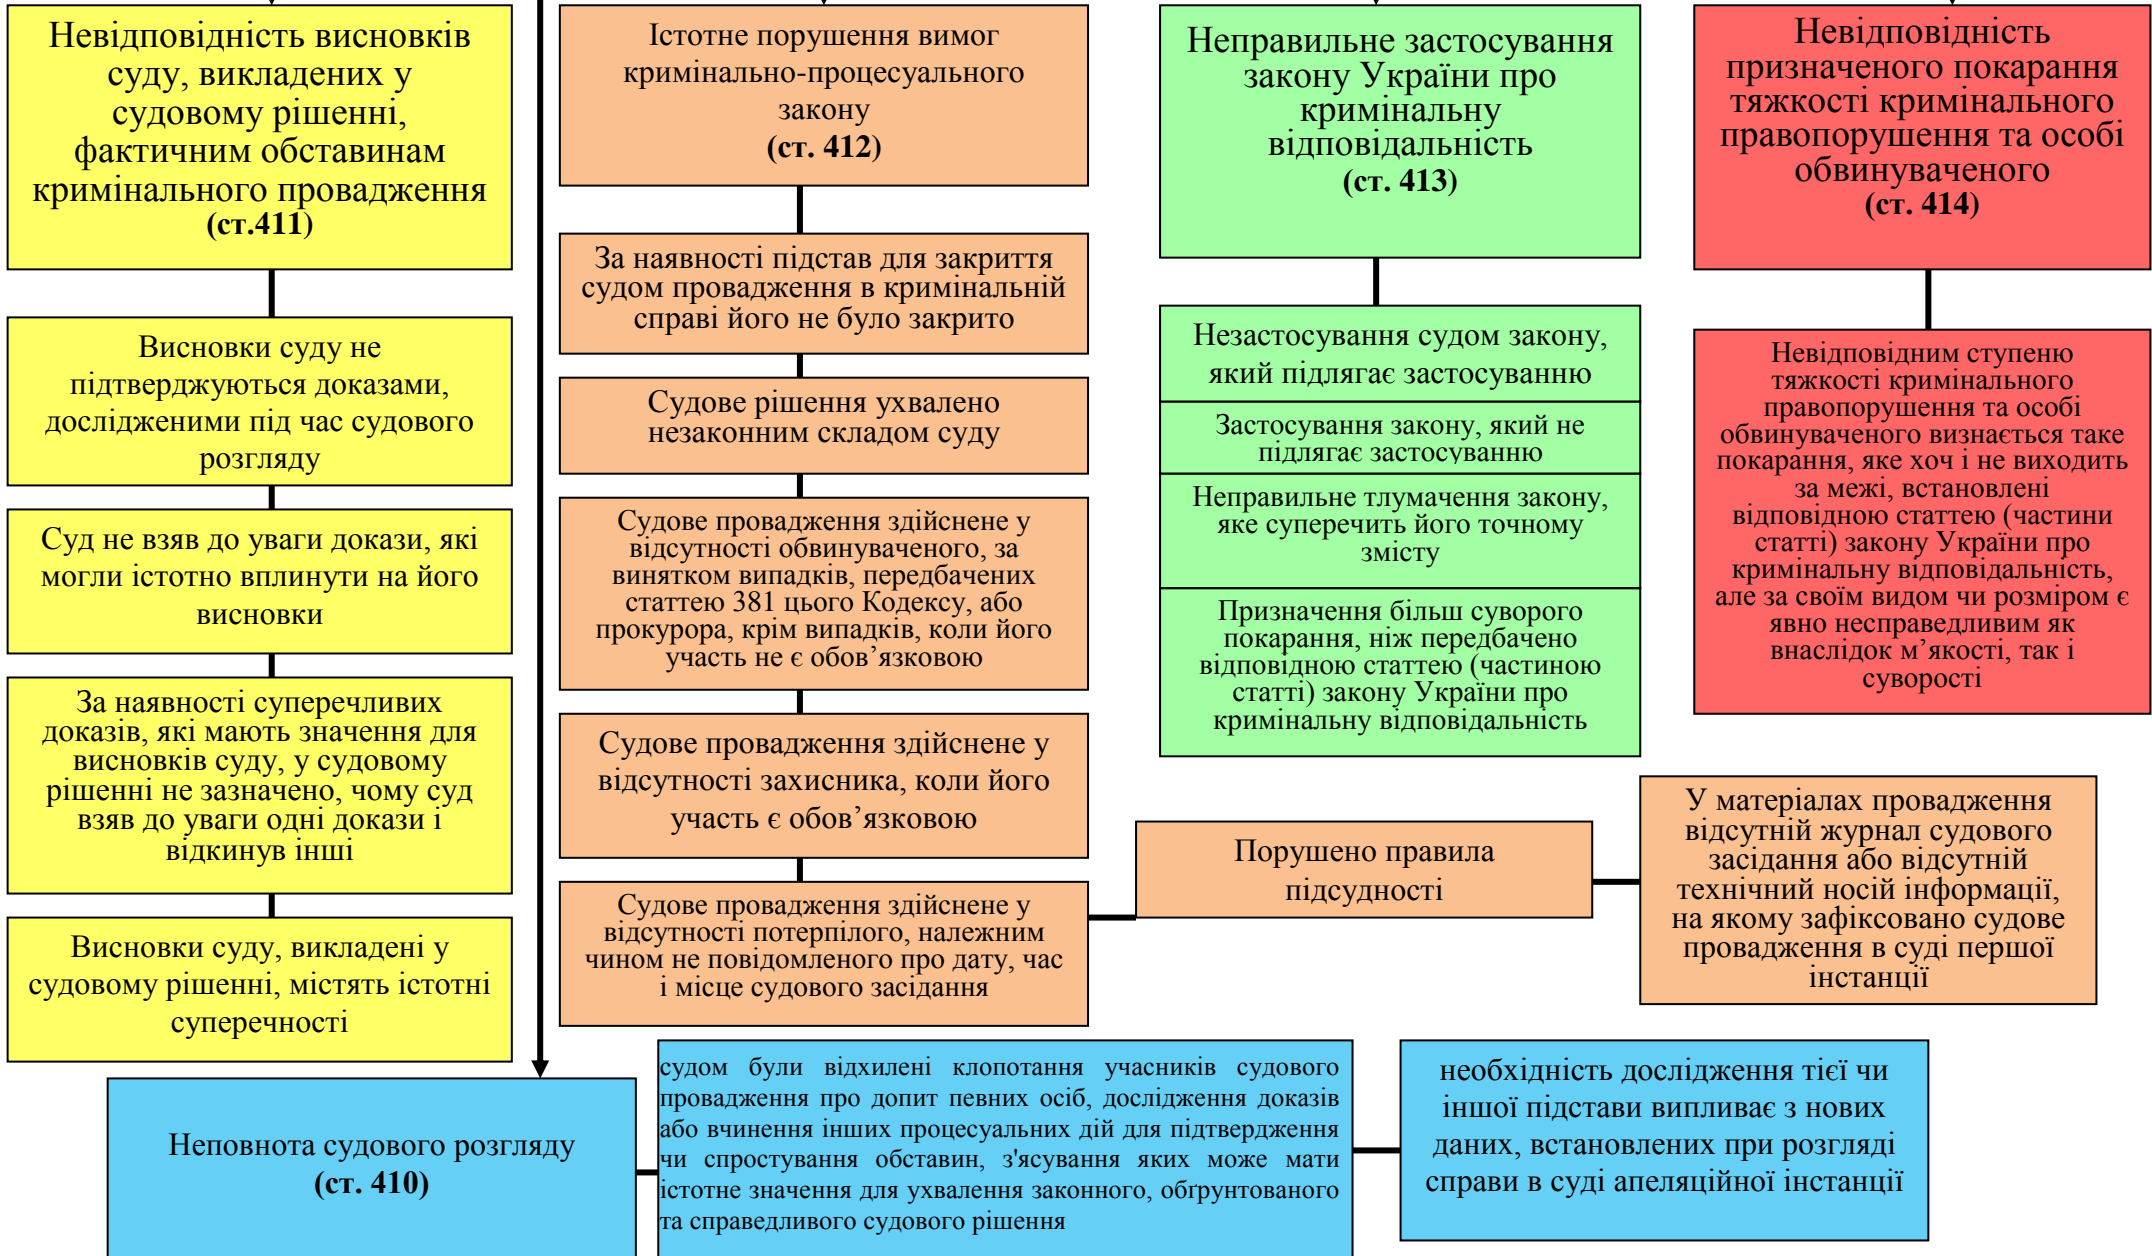 Невідповідність висновків
суду, викладених у
судовому рішенні,
фактичним обставинам
кримінального провадження
(ст.411)
Висновки суду не
підтверджуються доказами,
дослідженими під час судового
розгляду
Суд не взяв до уваги докази, які
могли істотно вплинути на його
висновки
За наявності суперечливих
доказів, які мають значення для
висновків суду, у судовому
рішенні не зазначено, чому суд
взяв до уваги одні докази і
відкинув інші
Висновки суду, викладені у
судовому рішенні, містять істотні
суперечності
Істотне порушення вимог
кримінально-процесуального
закону
(ст. 412)
За наявності підстав для закриття
судом провадження в кримінальній
справі його не було закрито
Судове рішення ухвалено
незаконним складом суду
Судове провадження здійснене у
відсутності обвинуваченого, за
винятком випадків, передбачених
статтею 381 цього Кодексу, або
прокурора, крім випадків, коли його
участь не є обов’язковою
Судове провадження здійснене у
відсутності захисника, коли його
участь є обов’язковою
Судове провадження здійснене у
відсутності потерпілого, належним
чином не повідомленого про дату, час
і місце судового засідання
Порушено правила
підсудності
У матеріалах провадження
відсутній журнал судового
засідання або відсутній
технічний носій інформації,
на якому зафіксовано судове
провадження в суді першої
інстанції
Неправильне застосування
закону України про
кримінальну
відповідальність
(ст. 413)
Незастосування судом закону,
який підлягає застосуванню
Застосування закону, який не
підлягає застосуванню
Неправильне тлумачення закону,
яке суперечить його точному
змісту
Призначення більш суворого
покарання, ніж передбачено
відповідною статтею (частиною
статті) закону України про
кримінальну відповідальність
Невідповідність
призначеного покарання
тяжкості кримінального
правопорушення та особі
обвинуваченого
(ст. 414)
Невідповідним ступеню
тяжкості кримінального
правопорушення та особі
обвинуваченого визнається таке
покарання, яке хоч і не виходить
за межі, встановлені
відповідною статтею (частини
статті) закону України про
кримінальну відповідальність,
але за своїм видом чи розміром є
явно несправедливим як
внаслідок м’якості, так і
суворості
Неповнота судового розгляду
(ст. 410)
судом були відхилені клопотання учасників судового
провадження про допит певних осіб, дослідження доказів
або вчинення інших процесуальних дій для підтвердження
чи спростування обставин, з'ясування яких може мати
істотне значення для ухвалення законного, обґрунтованого
та справедливого судового рішення
необхідність дослідження тієї чи
іншої підстави випливає з нових
даних, встановлених при розгляді
справи в суді апеляційної інстанції